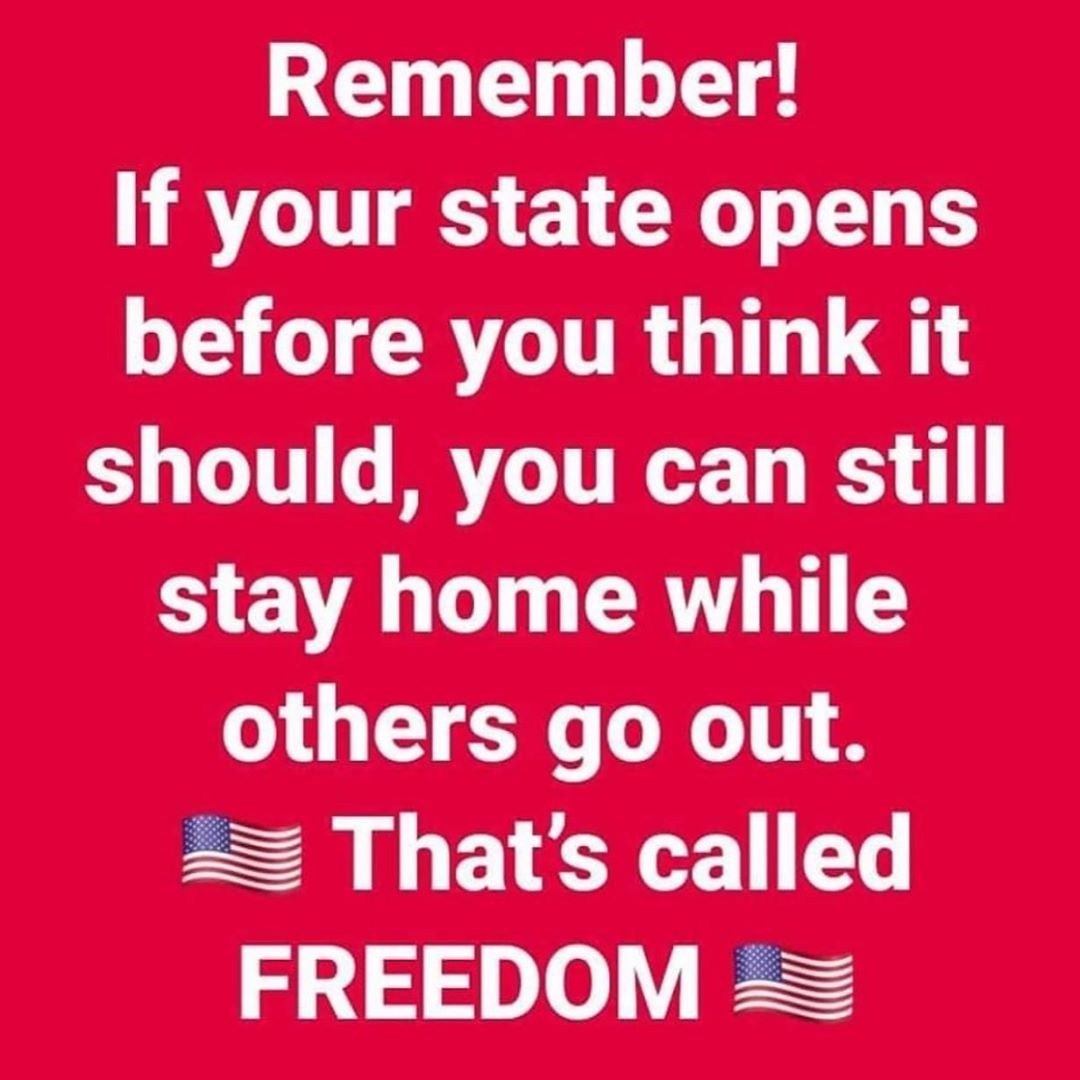 Remember!
If your state opens
before you think it
should, you can still
stay home while
others go out.
🇺🇸 That’s called
FREEDOM 🇺🇸